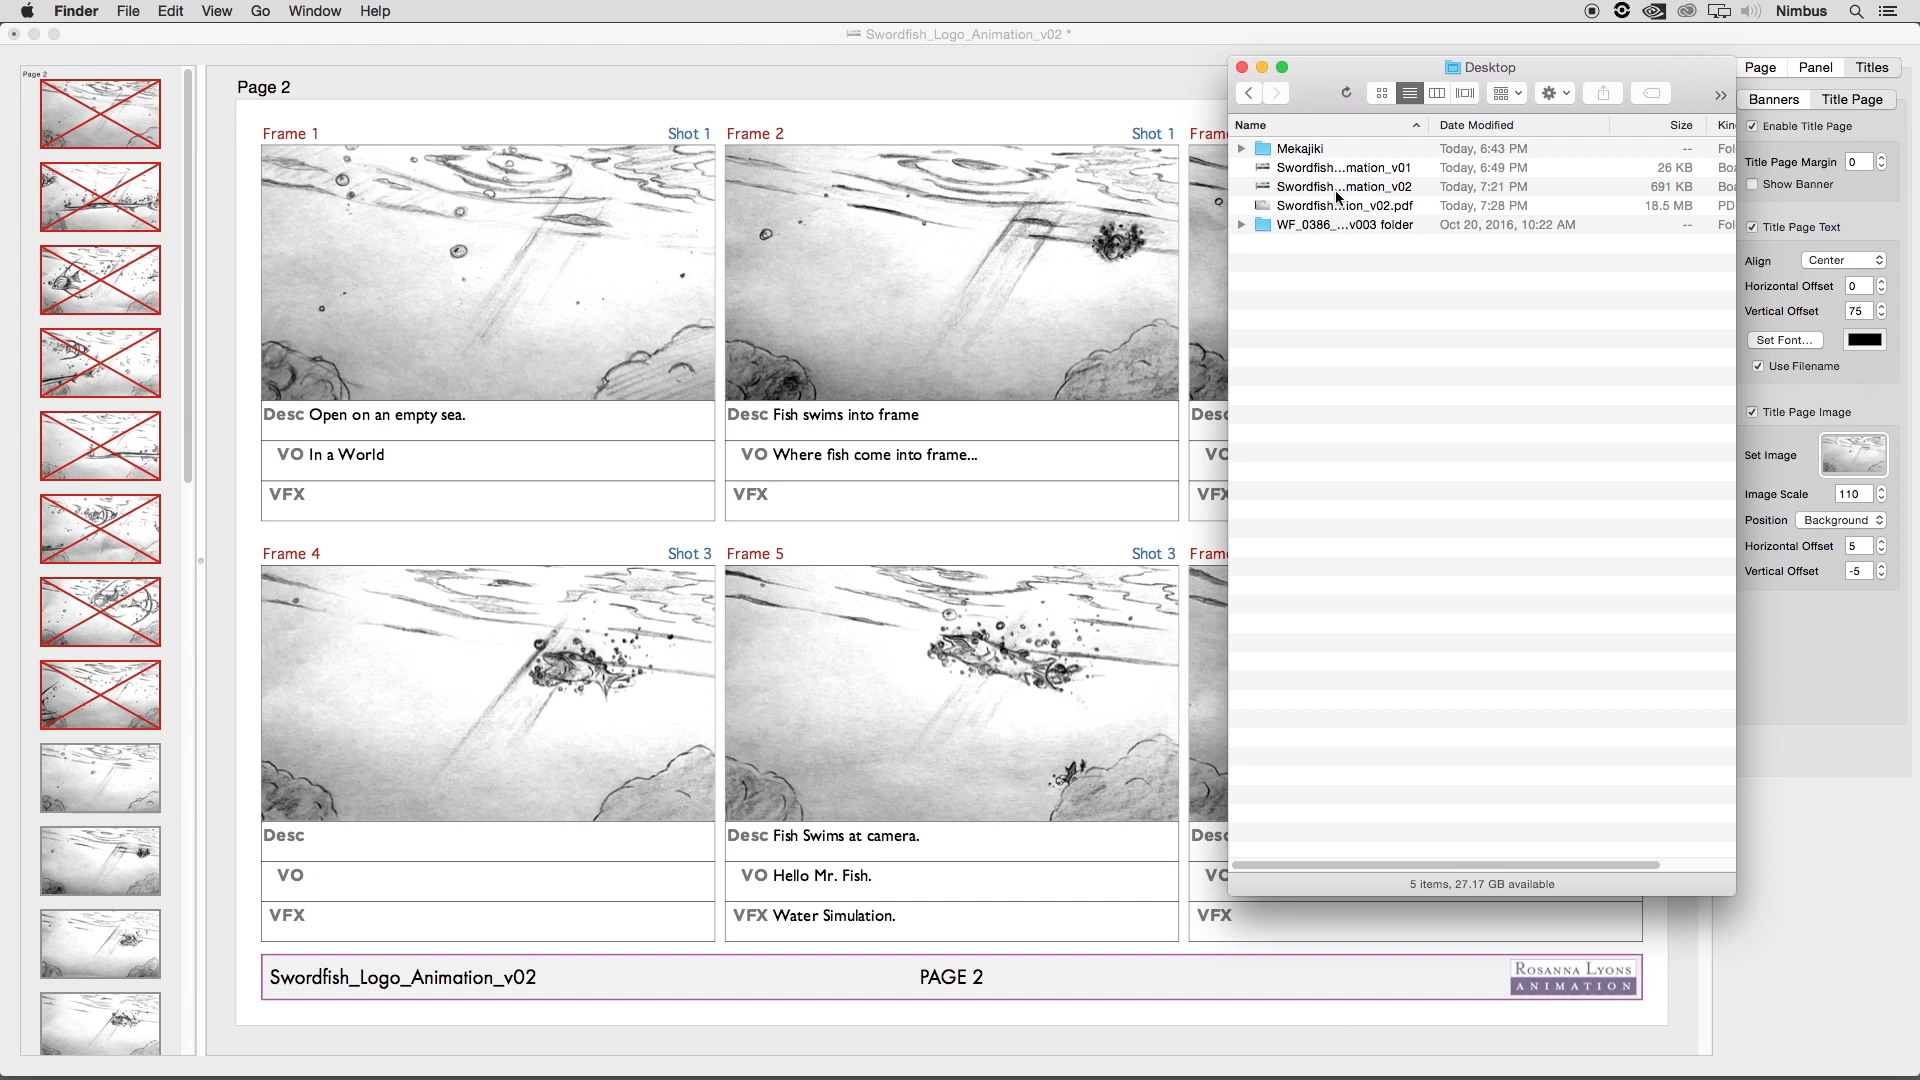 Finder File Edit View Go Window Help Nimbus
Swordfish_Logo_Animation_v02 *
Page 2
Page 2
Frame 1 Shot 1 Frame 2 Shot 1
Desc Open on an empty sea. Desc Fish swims into frame Desc
VO In a World VO Where fish come into frame... VO
VFX VFX VFX
Frame 4 Shot 3 Frame 5 Shot 3
Desc Desc Fish Swims at camera. Desc
VO VO Hello Mr. Fish. VO
VFX VFX Water Simulation. VFX
Swordfish_Logo_Animation_v02 PAGE 2 ROSANNA LYONS
ANIMATION
Desktop
Name Date Modified Size
Mekajiki Today, 6:43 PM --
Swordfish...mation_v01 Today, 6:49 PM 26 KB
Swordfish...mation_v02 Today, 7:21 PM 691 KB
Swordfish...ion_v02.pdf Today, 7:28 PM 18.5 MB PD
WF_0386_...v003 folder Oct 20, 2016, 10:22 AM --
5 items, 27.17 GB available
Page Panel Titles
Banners Title Page
Enable Title Page
Title Page Margin 0
Show Banner
Title Page Text
Align Center
Horizontal Offset 0
Vertical Offset 75
Set Font...
Use Filename
Title Page Image
Set Image
Image Scale 110
Position Background
Horizontal Offset 5
Vertical Offset -5